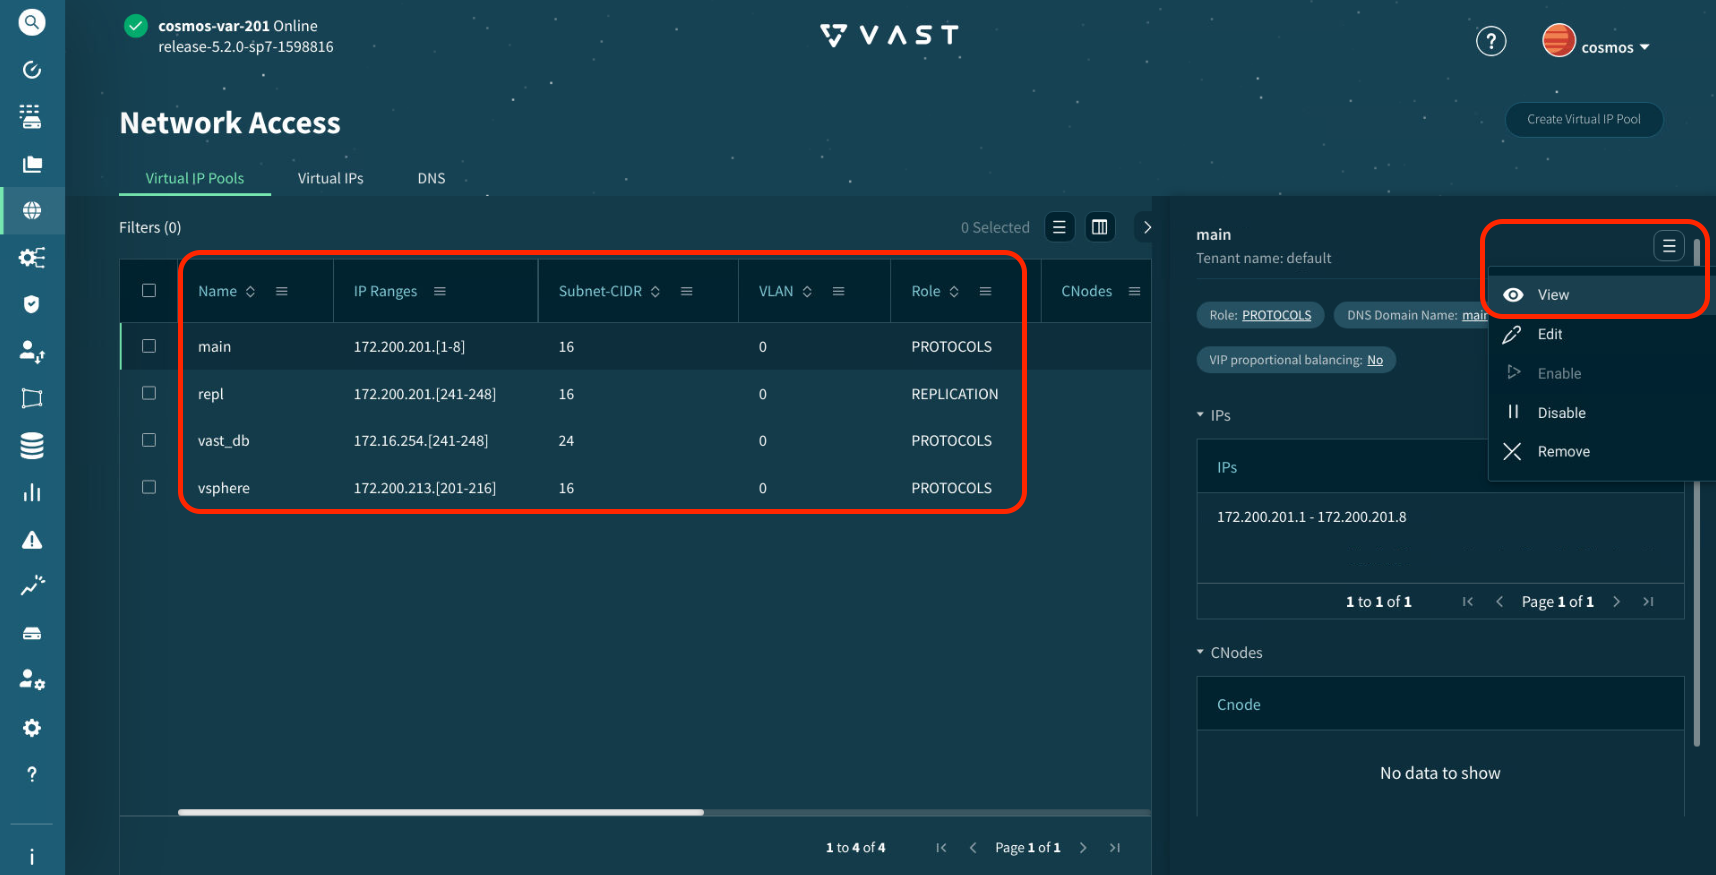 cosmos-var-201 Online
release-5.2.0-sp7-1598816
VAST
?
cosmos
Network Access
Create Virtual IP Pool
Virtual IP Pools Virtual IPs DNS
Filters (0) 0 Selected
Name IP Ranges Subnet-CIDR VLAN Role CNodes
main 172.200.201.[1-8] 16 0 PROTOCOLS
repl 172.200.201.[241-248] 16 0 REPLICATION
vast_db 172.16.254.[241-248] 24 0 PROTOCOLS
vsphere 172.200.213.[201-216] 16 0 PROTOCOLS
1 to 4 of 4 Page 1 of 1
main
Tenant name: default
Role: PROTOCOLS DNS Domain Name: main
VIP proportional balancing: No
View
Edit
Enable
Disable
Remove
IPs
IPs
172.200.201.1 - 172.200.201.8
1 to 1 of 1 Page 1 of 1
CNodes
Cnode
No data to show
?
i